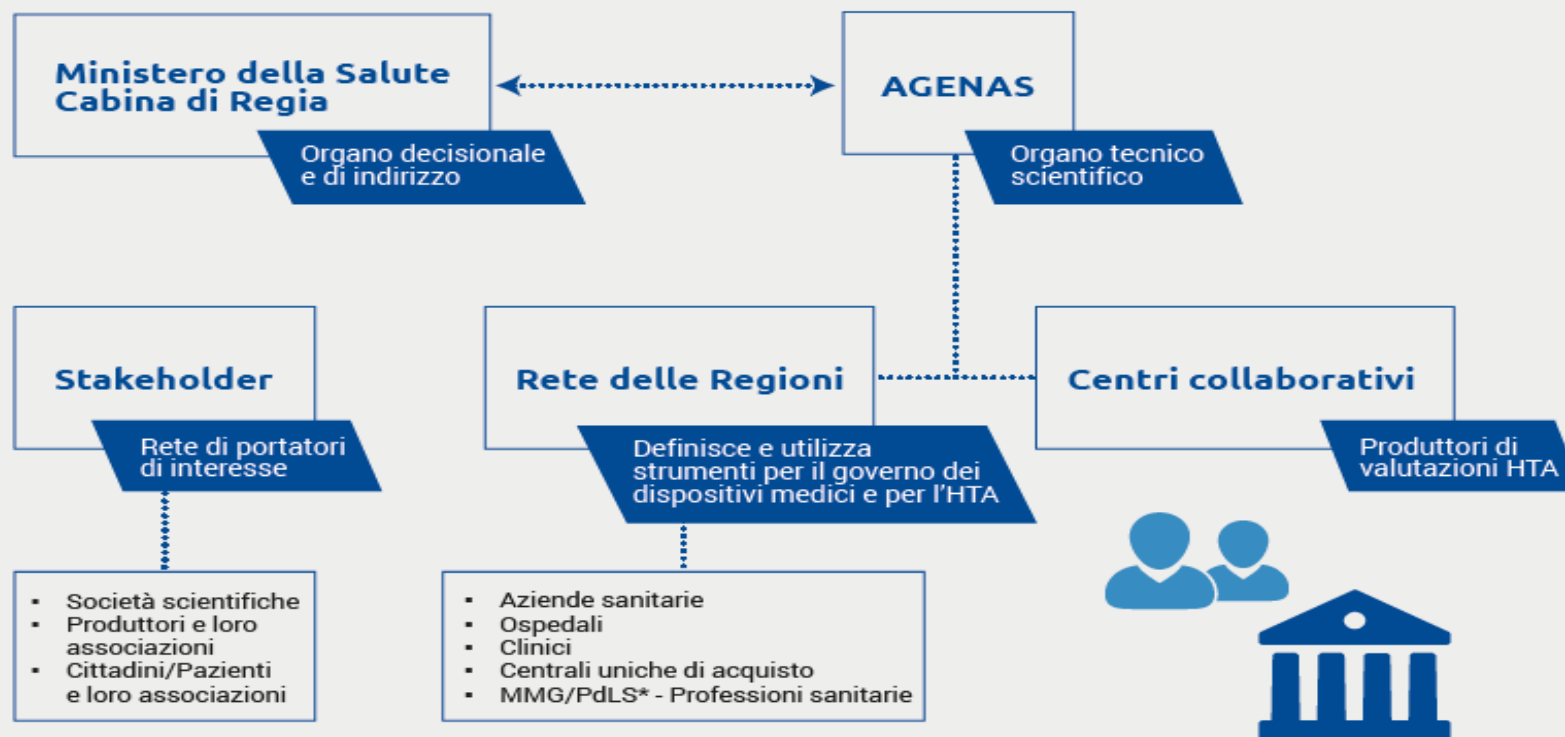 Ministero della Salute
Cabina di Regia
Organo decisionale
e di indirizzo
AGENAS
Organo tecnico
scientifico
Stakeholder
Rete di portatori
di interesse
Rete delle Regioni
Definisce e utilizza
strumenti per il governo dei
dispositivi medici e per l'HTA
Centri collaborativi
Produttori di
valutazioni HTA
▪ Società scientifiche
▪ Produttori e loro
associazioni
▪ Cittadini/Pazienti
e loro associazioni
▪ Aziende sanitarie
▪ Ospedali
▪ Clinici
▪ Centrali uniche di acquisto
▪ MMG/PdLS* - Professioni sanitarie